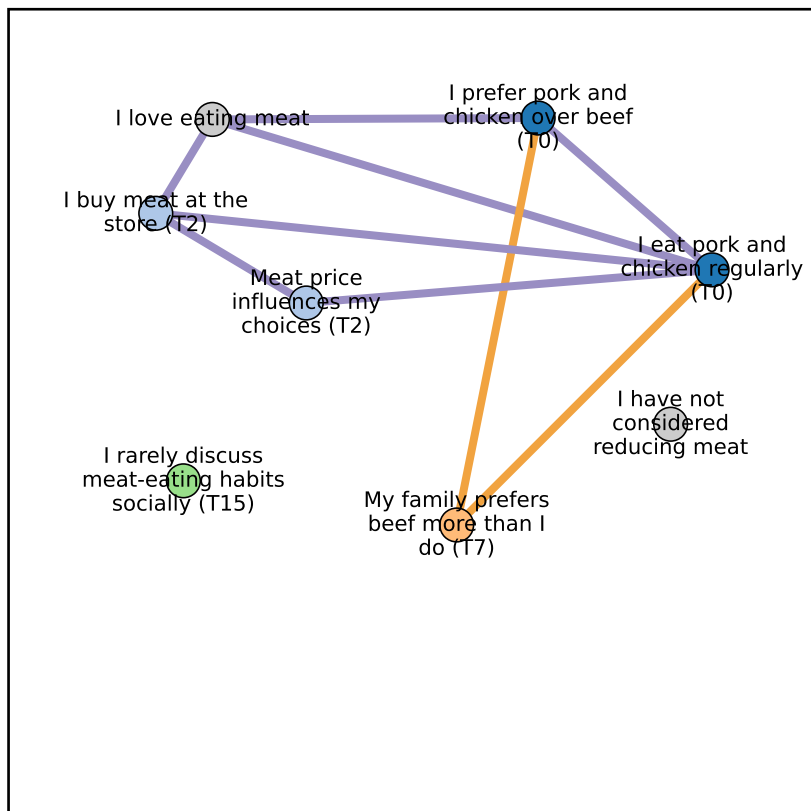 I prefer pork and
chicken over beef
(T0)
I love eating meat
I buy meat at the
store (T2)
I eat pork and
chicken regularly
(T0)
Meat price
influences my
choices (T2)
I have not
considered
reducing meat
I rarely discuss
meat-eating habits
socially (T15)
My family prefers
beef more than I
do (T7)